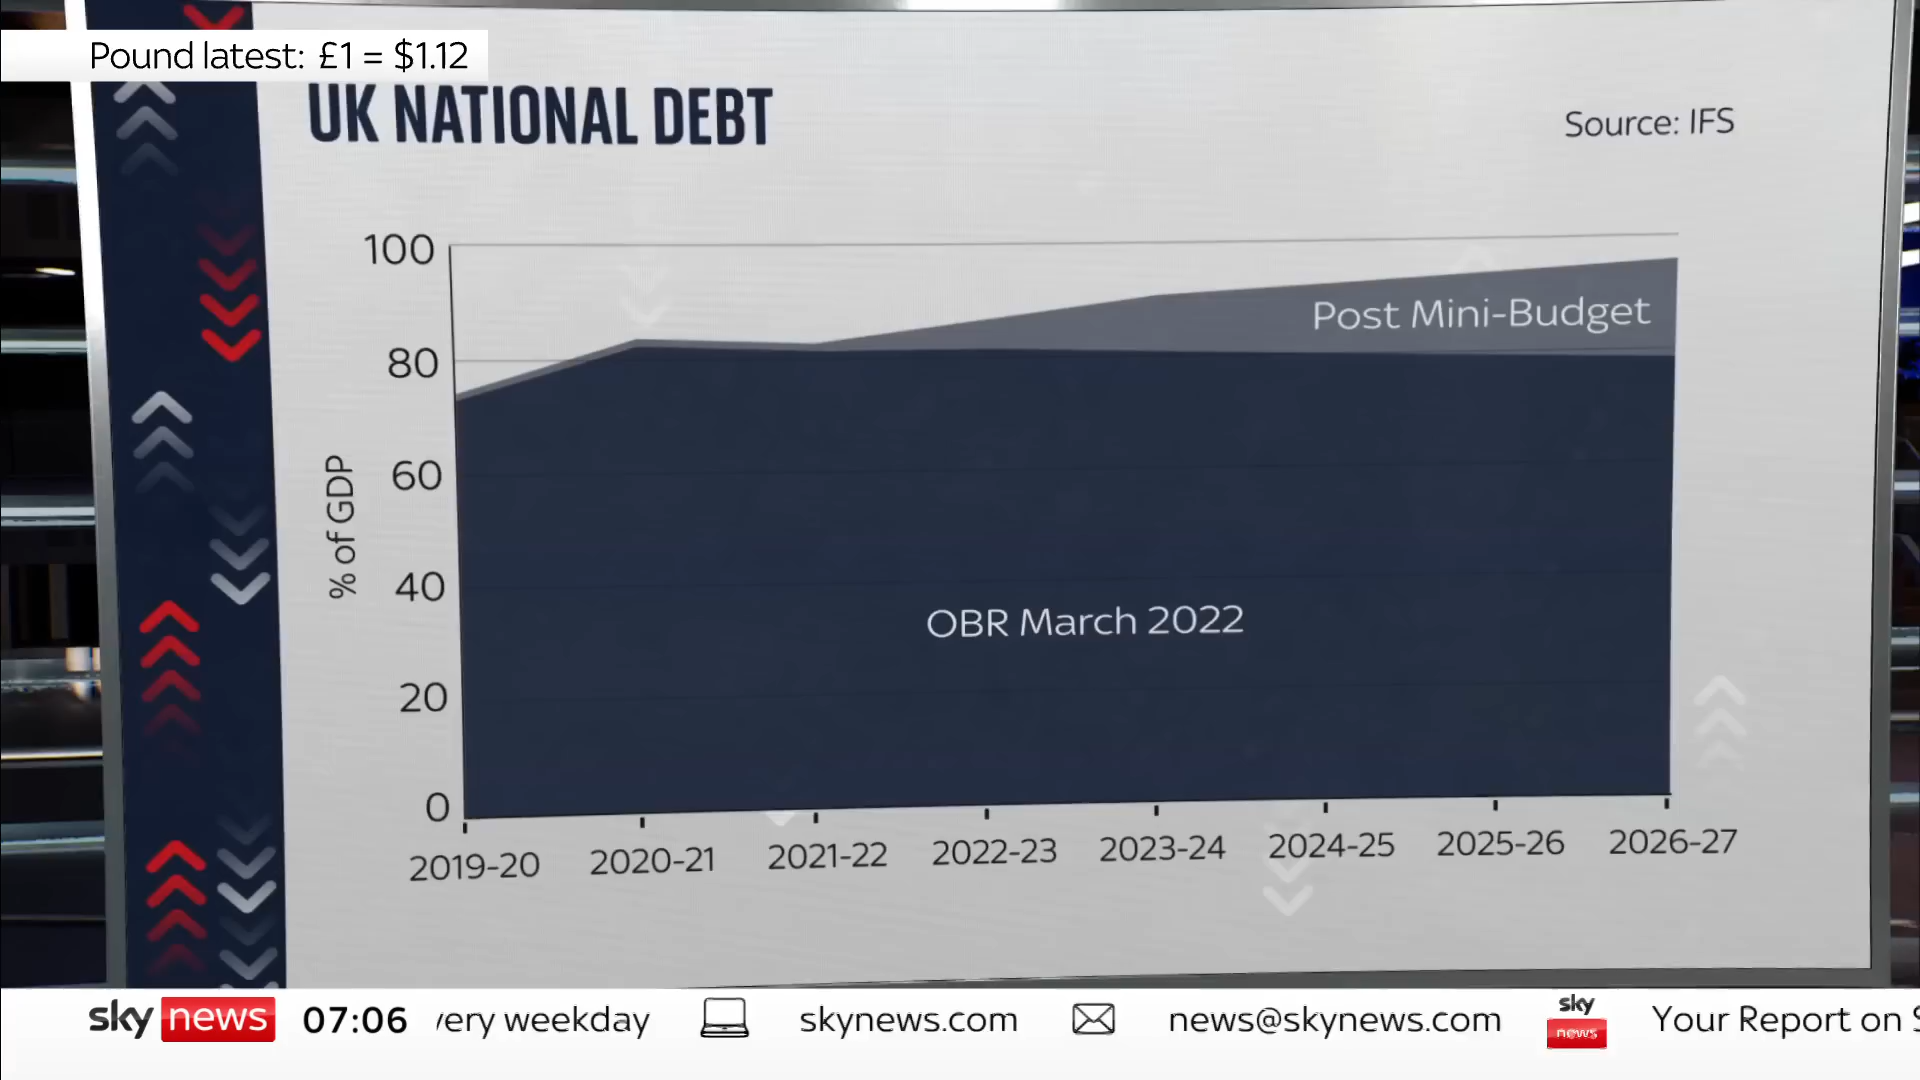 Pound latest: £1 = $1.12
UK NATIONAL DEBT
Source: IFS
100
80
60
40
20
0
% of GDP
Post Mini-Budget
OBR March 2022
2019-20 2020-21 2021-22 2022-23 2023-24 2024-25 2025-26 2026-27
sky news 07:06 very weekday skynews.com news@skynews.com sky news Your Report on S